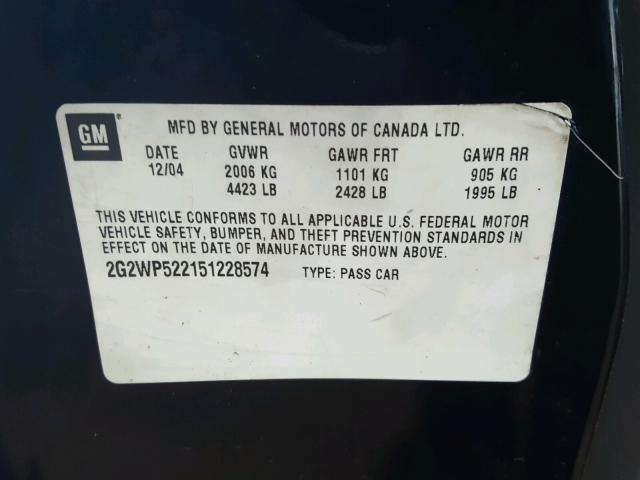 GM
MFD BY GENERAL MOTORS OF CANADA LTD.
DATE GVWR GAWR FRT GAWR RR
12/04 2006 KG 1101 KG 905 KG
4423 LB 2428 LB 1995 LB
THIS VEHICLE CONFORMS TO ALL APPLICABLE U.S. FEDERAL MOTOR
VEHICLE SAFETY, BUMPER, AND THEFT PREVENTION STANDARDS IN
EFFECT ON THE DATE OF MANUFACTURE SHOWN ABOVE.
2G2WP522151228574 TYPE: PASS CAR